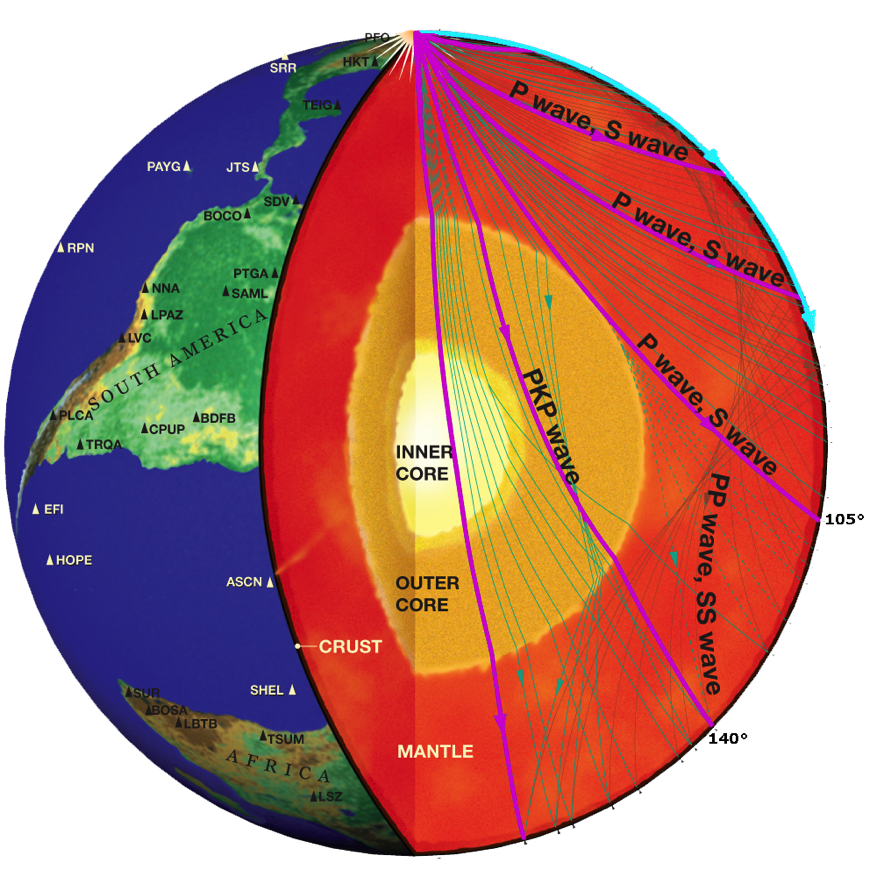 PFO
SRR
HKT
TEIG
P wave, S wave
PAYG
JTS
SDV
BOCO
P wave, S wave
RPN
PTGA
NNA
SAML
LPAZ
LVC
SOUTH AMERICA
P wave, S wave
PKP wave
PLCA
CPUP
BDFB
TRQA
INNER
CORE
PP wave, SS wave
EFI
105°
HOPE
ASCN
OUTER
CORE
CRUST
SHEL
SUR
BOSA
LBTB
TSUM
140°
MANTLE
AFRICA
LSZ